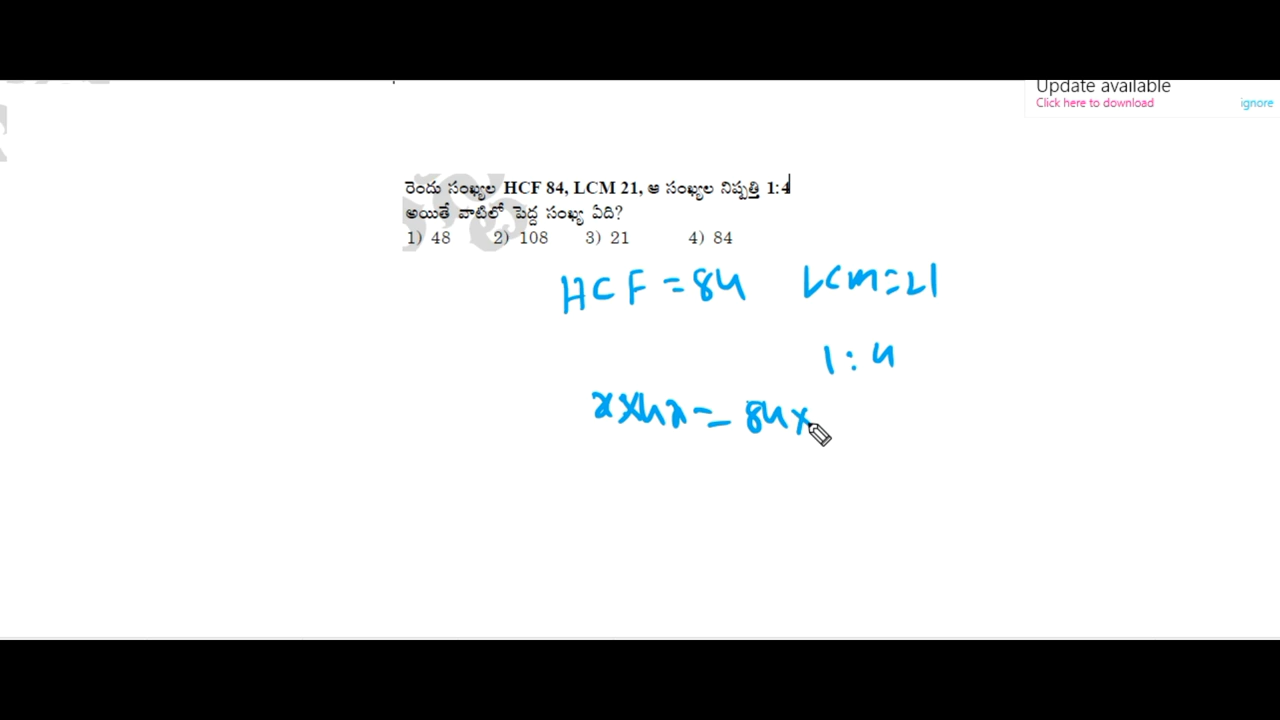 Update available
Click here to download ignore
రెండు సంఖ్యల HCF 84, LCM 21, ఆ సంఖ్యల నిష్పత్తి 1:4
అయితే వాటిలో పెద్ద సంఖ్య ఏది?
1) 48 2) 108 3) 21 4) 84
HCF = 84 LCM = 21
1 : 4
x × 4x = 84 ×